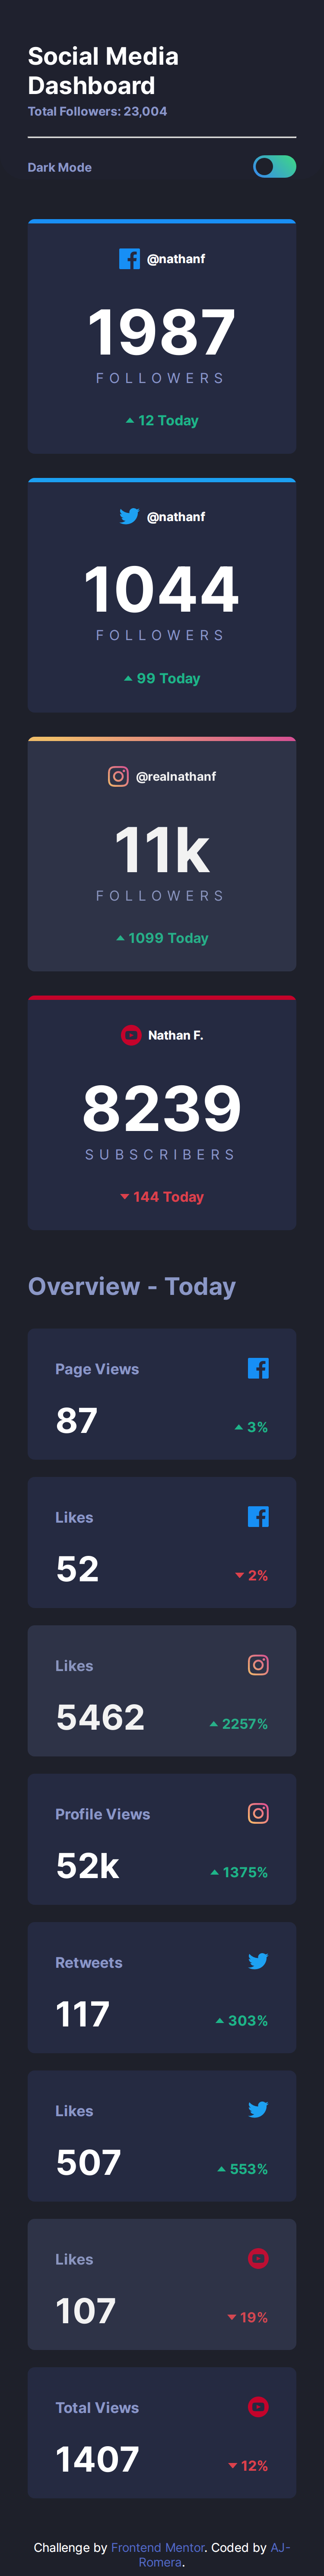 Social Media
Dashboard
Total Followers: 23,004
Dark Mode
@nathanf
1987
FOLLOWERS
12 Today
@nathanf
1044
FOLLOWERS
99 Today
@realnathanf
11k
FOLLOWERS
1099 Today
Nathan F.
8239
SUBSCRIBERS
144 Today
Overview - Today
Page Views
87
3%
Likes
52
2%
Likes
5462
2257%
Profile Views
52k
1375%
Retweets
117
303%
Likes
507
553%
Likes
107
19%
Total Views
1407
12%
Challenge by Frontend Mentor. Coded by AJ-
Romera.